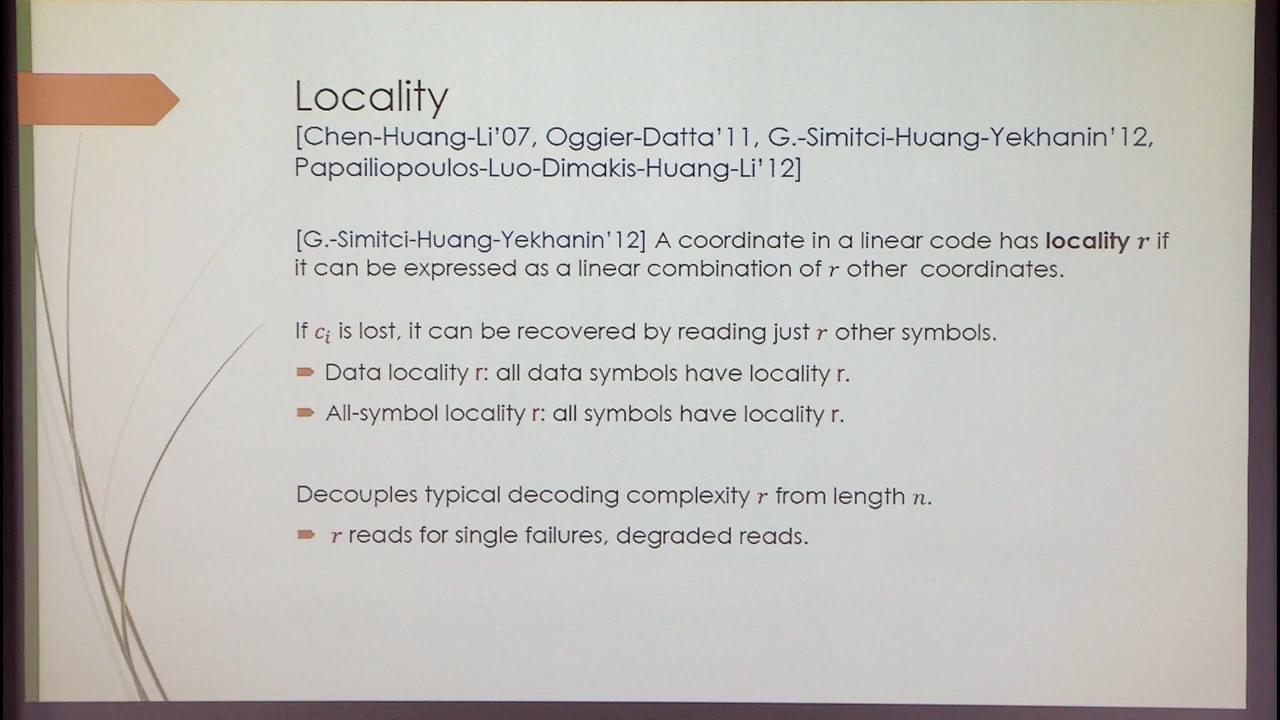 Locality
[Chen-Huang-Li'07, Oggier-Datta'11, G.-Simitci-Huang-Yekhanin'12,
Papailiopoulos-Luo-Dimakis-Huang-Li'12]
[G.-Simitci-Huang-Yekhanin'12] A coordinate in a linear code has locality r if
it can be expressed as a linear combination of r other coordinates.
If cᵢ is lost, it can be recovered by reading just r other symbols.
Data locality r: all data symbols have locality r.
All-symbol locality r: all symbols have locality r.
Decouples typical decoding complexity r from length n.
r reads for single failures, degraded reads.